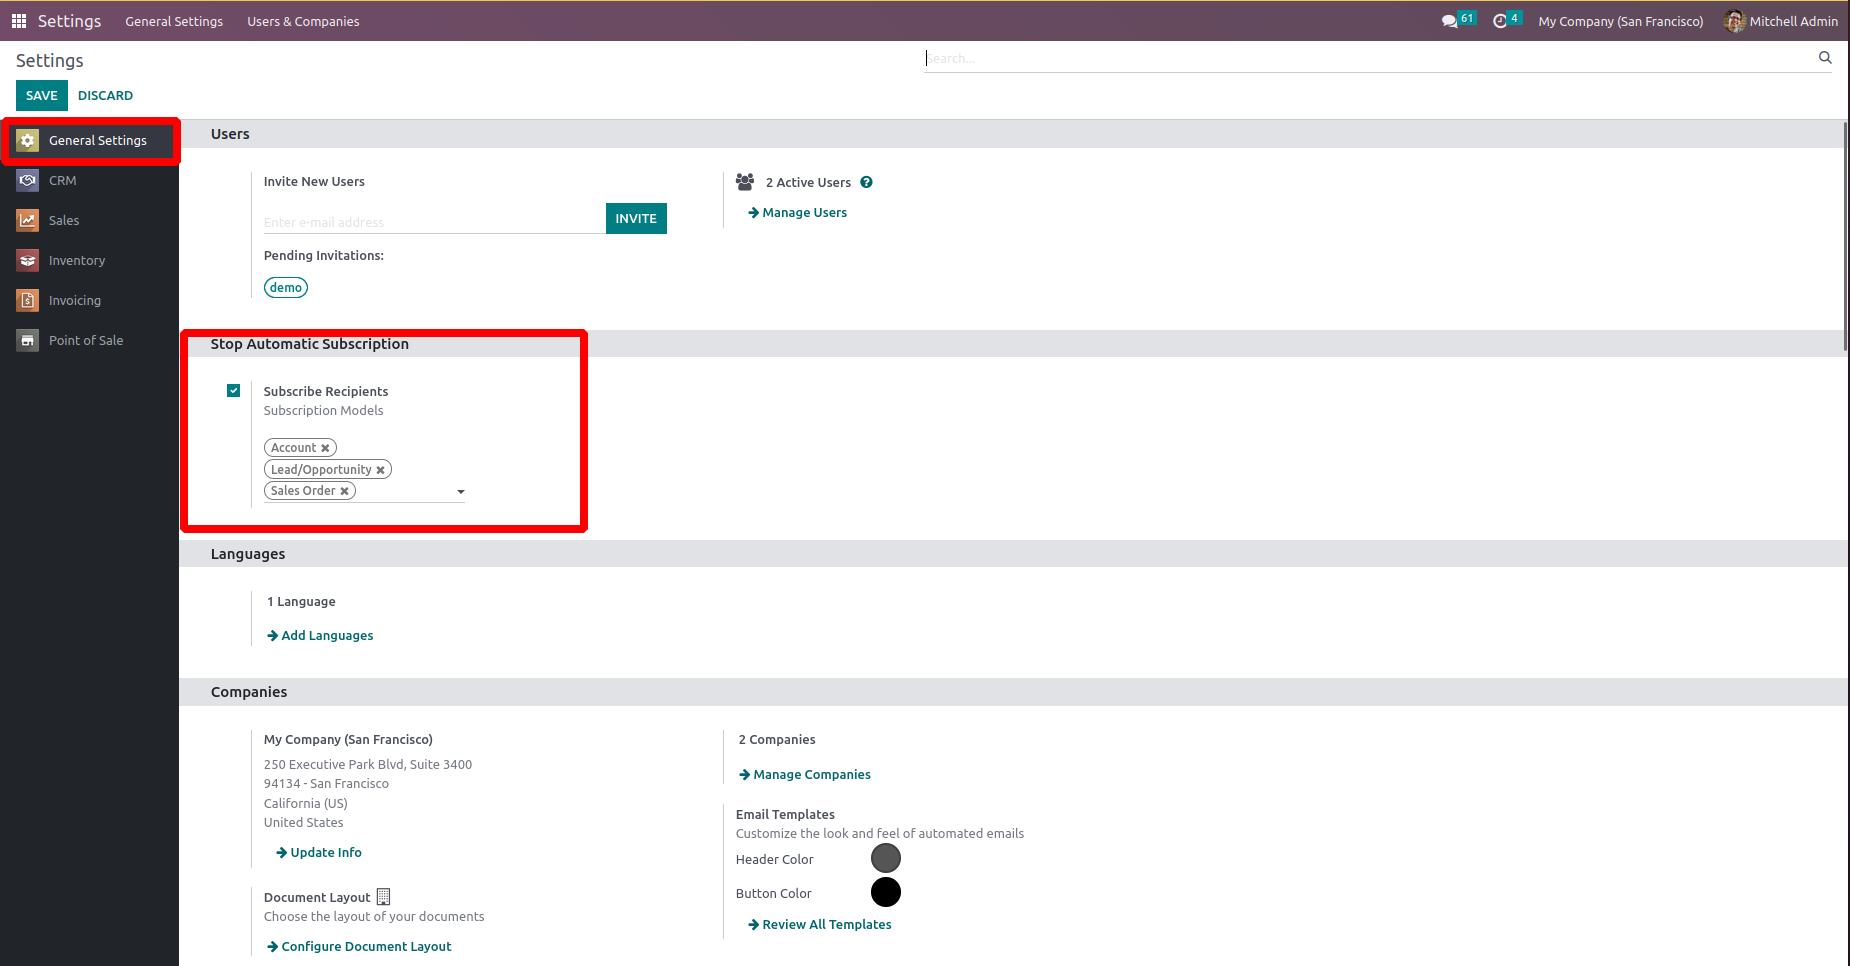 Settings General Settings Users & Companies 61 4 My Company (San Francisco) Mitchell Admin
Settings
Search...
SAVE DISCARD
General Settings
CRM
Sales
Inventory
Invoicing
Point of Sale
Users
Invite New Users
Enter e-mail address
INVITE
Pending Invitations:
demo
2 Active Users ?
Manage Users
Stop Automatic Subscription
Subscribe Recipients
Subscription Models
Account
Lead/Opportunity
Sales Order
Languages
1 Language
Add Languages
Companies
My Company (San Francisco)
250 Executive Park Blvd, Suite 3400
94134 - San Francisco
California (US)
United States
Update Info
Document Layout
Choose the layout of your documents
Configure Document Layout
2 Companies
Manage Companies
Email Templates
Customize the look and feel of automated emails
Header Color
Button Color
Review All Templates